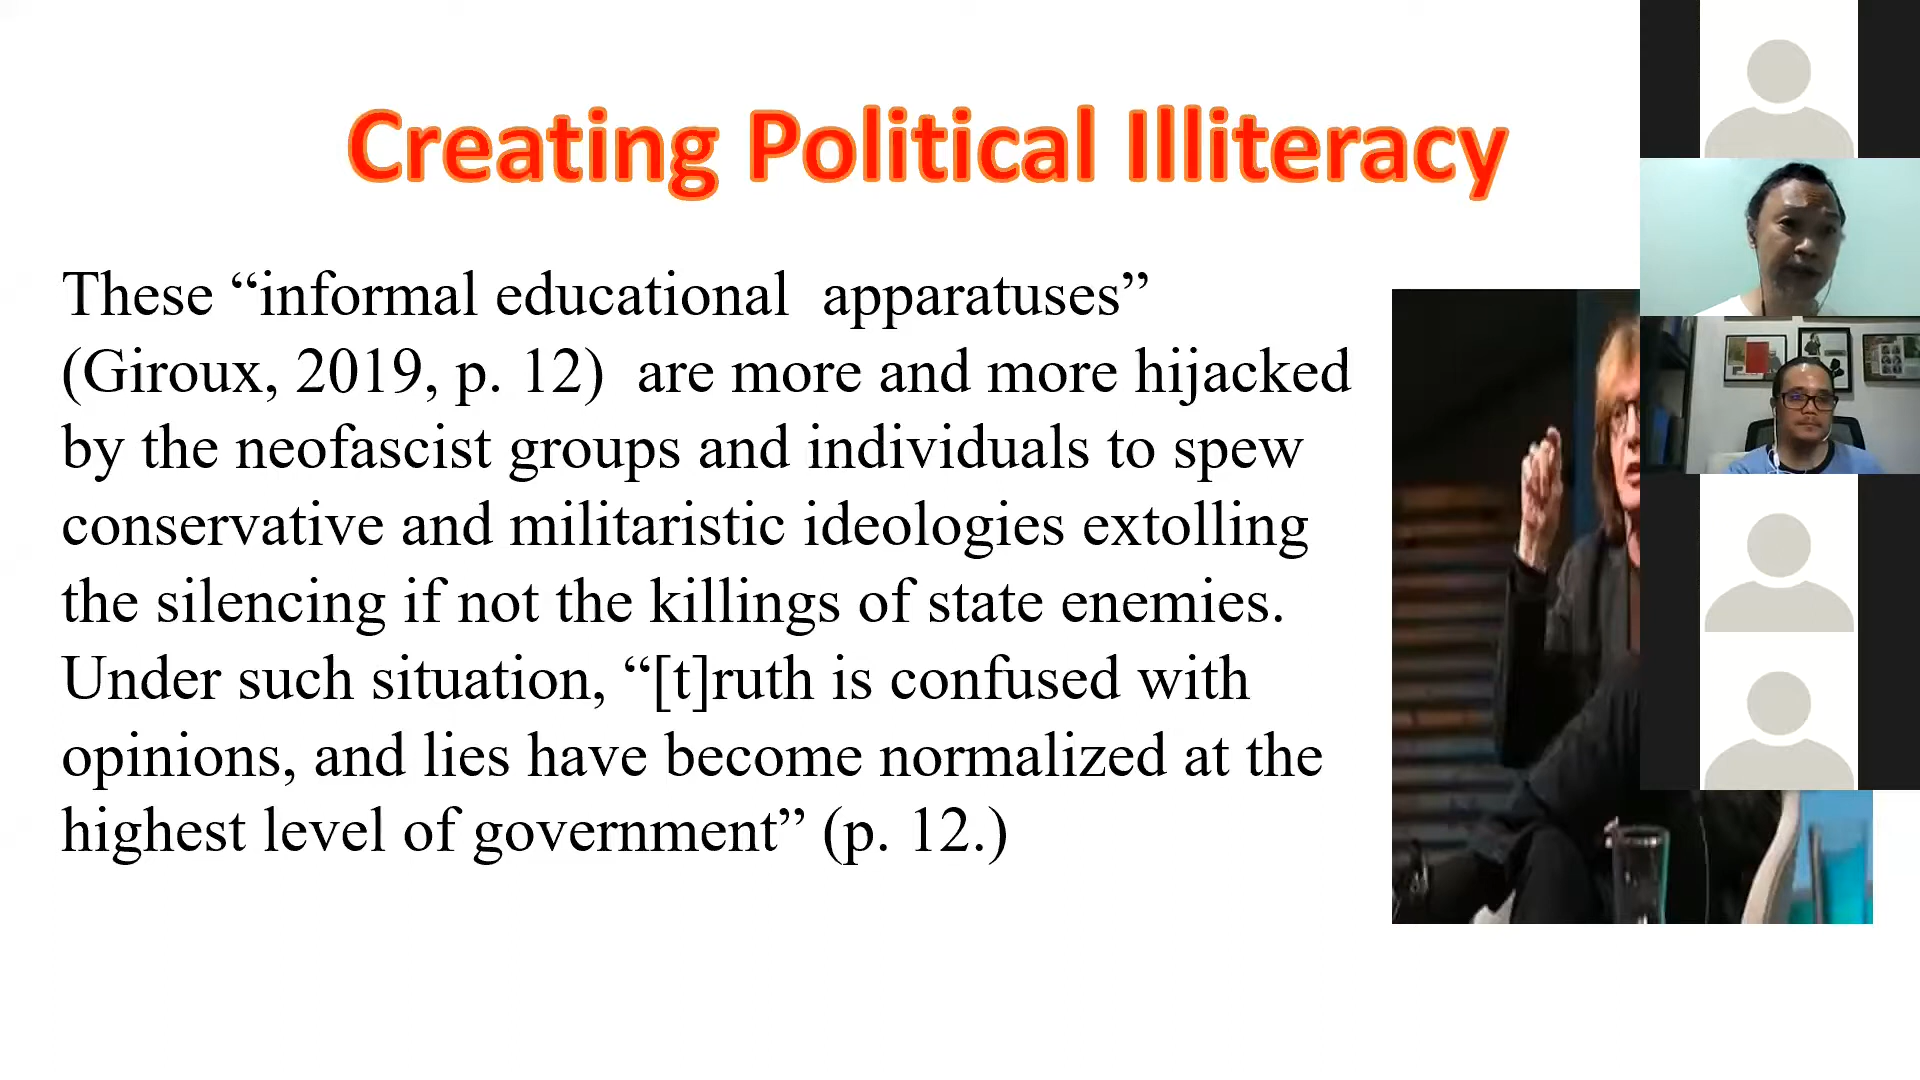 Creating Political Illiteracy
These “informal educational  apparatuses”
(Giroux, 2019, p. 12)  are more and more hijacked
by the neofascist groups and individuals to spew
conservative and militaristic ideologies extolling
the silencing if not the killings of state enemies.
Under such situation, “[t]ruth is confused with
opinions, and lies have become normalized at the
highest level of government” (p. 12.)